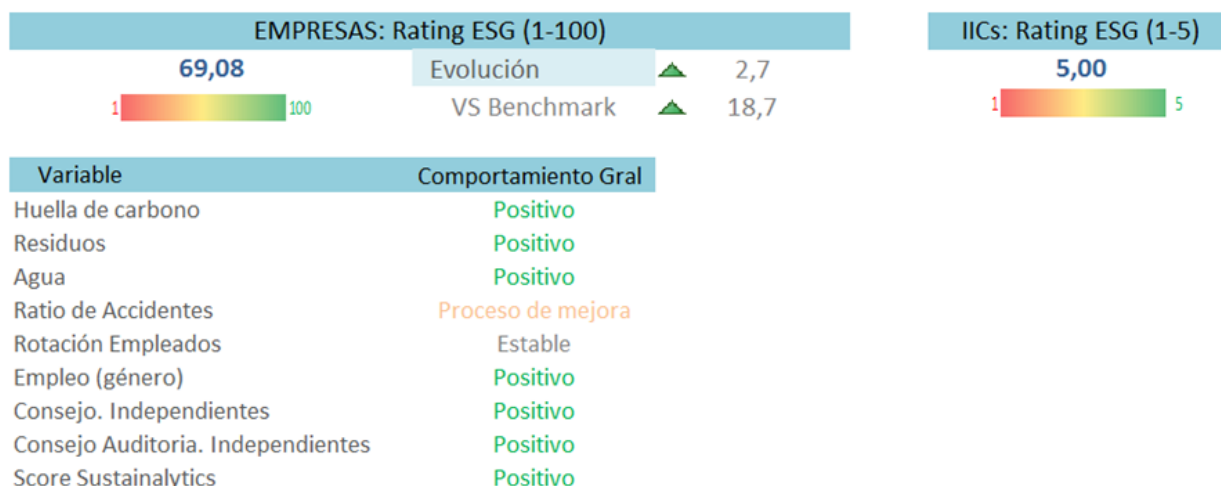 EMPRESAS: Rating ESG (1-100)
69,08 Evolución 2,7
1 100 VS Benchmark 18,7
IICs: Rating ESG (1-5)
5,00
1 5
Variable Comportamiento Gral
Huella de carbono Positivo
Residuos Positivo
Agua Positivo
Ratio de Accidentes Proceso de mejora
Rotación Empleados Estable
Empleo (género) Positivo
Consejo. Independientes Positivo
Consejo Auditoria. Independientes Positivo
Score Sustainalytics Positivo